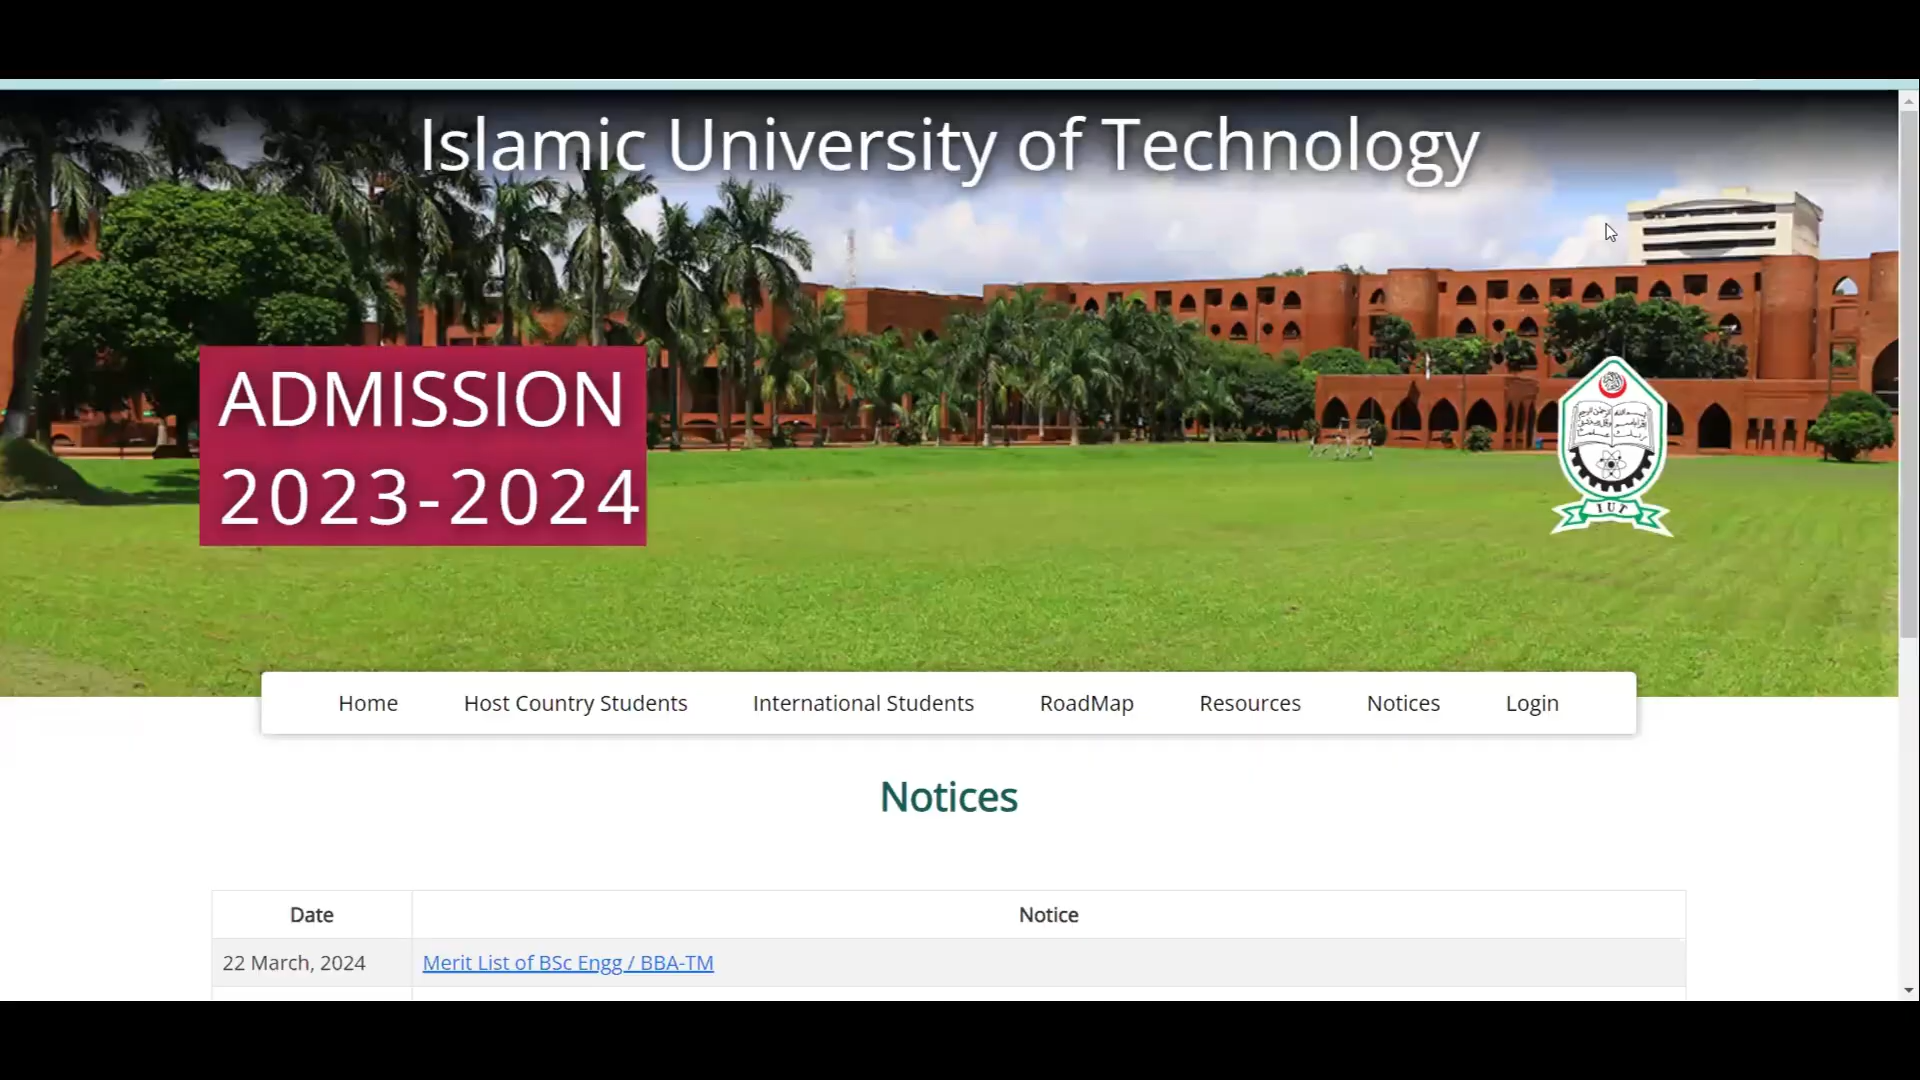 Islamic University of Technology
ADMISSION
2023-2024
IUT
Home Host Country Students International Students RoadMap Resources Notices Login
Notices
Date Notice
22 March, 2024 Merit List of BSc Engg / BBA-TM